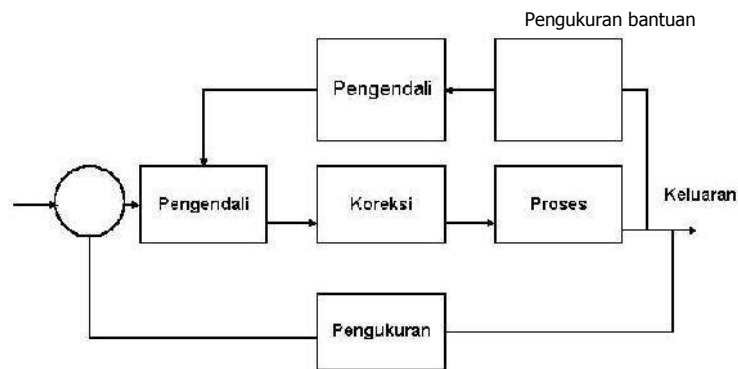 Pengukuran bantuan
Pengendali
Pengendali
Koreksi
Proses
Keluaran
Pengukuran